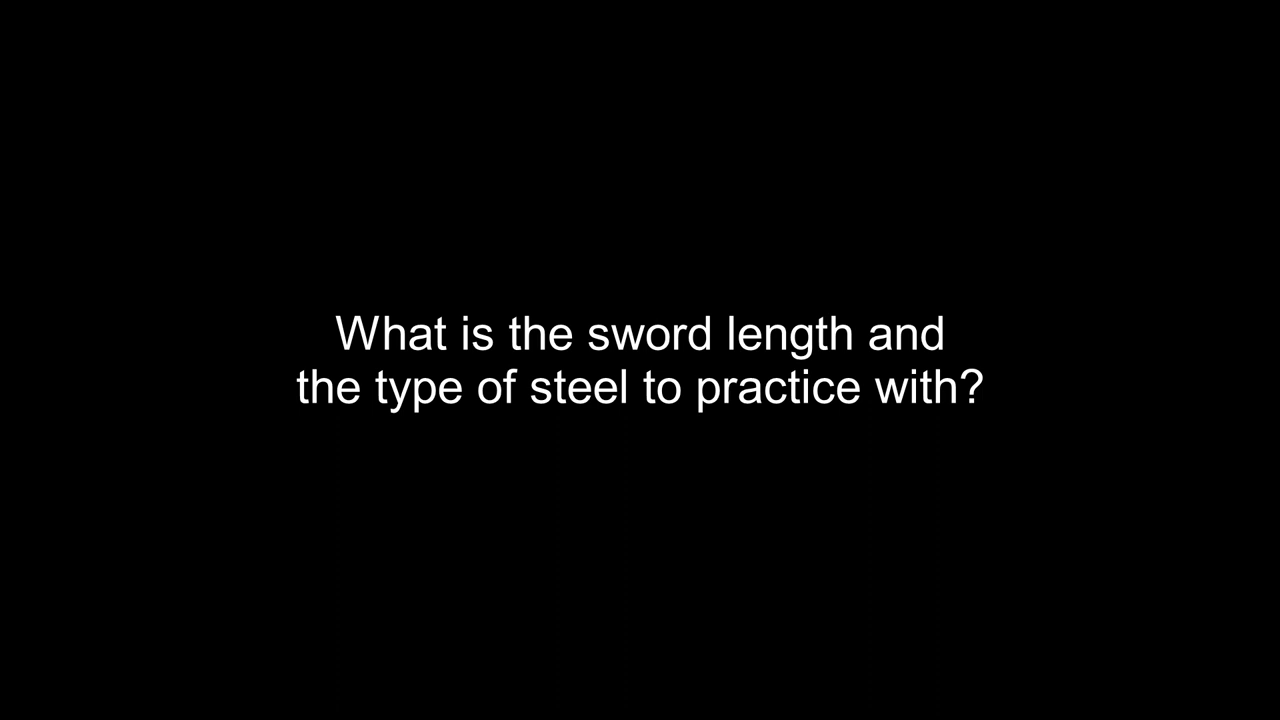 What is the sword length and
the type of steel to practice with?